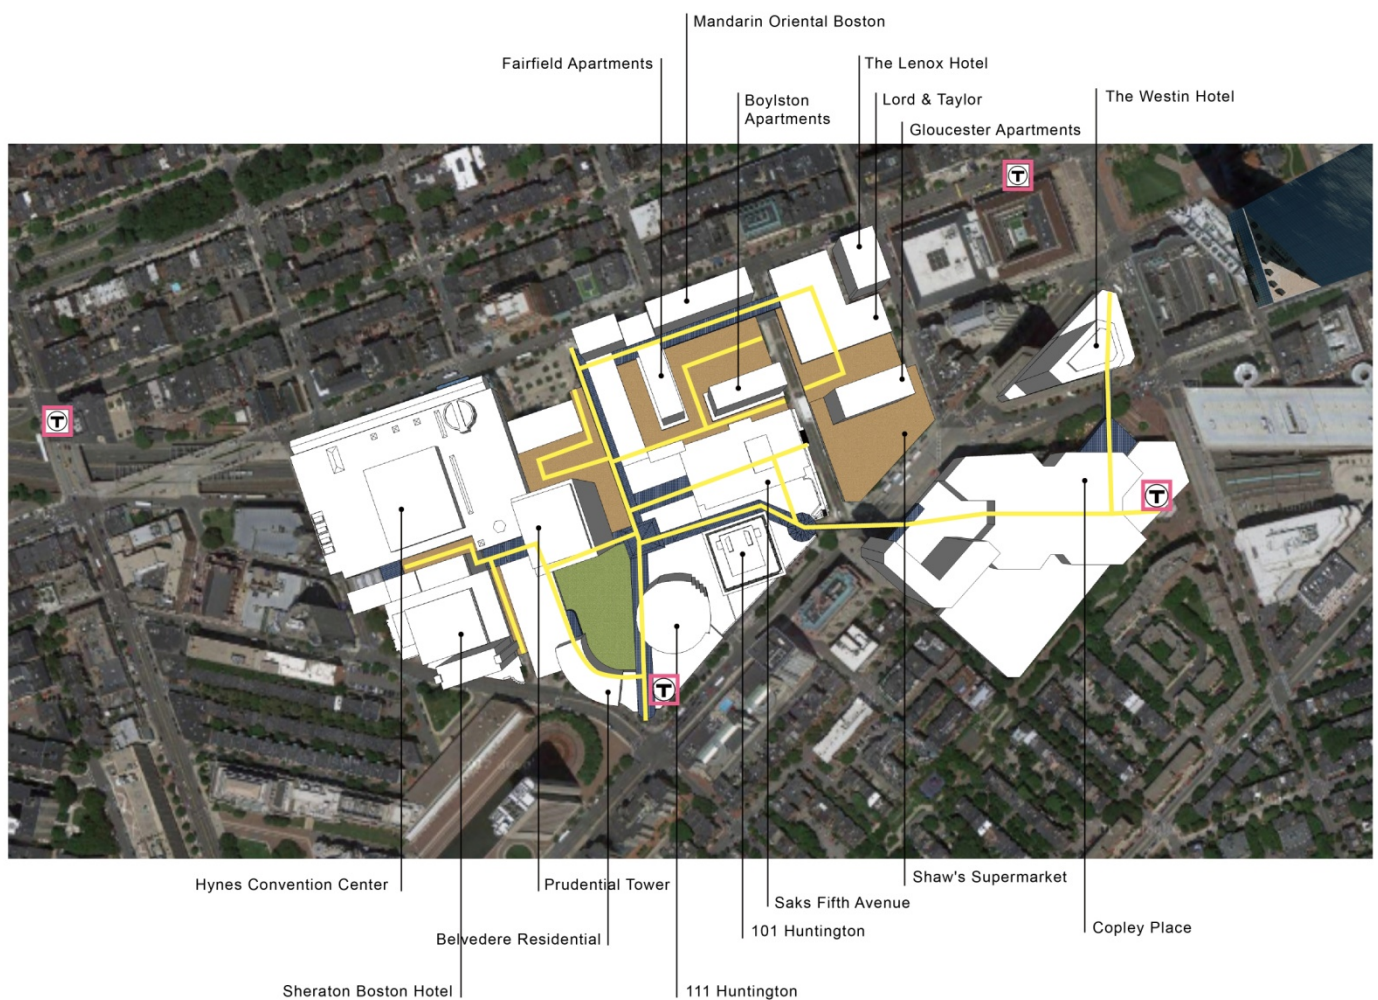 Mandarin Oriental Boston
Fairfield Apartments
The Lenox Hotel
Boylston
Apartments
Lord & Taylor
The Westin Hotel
Gloucester Apartments
T
T
T
T
Hynes Convention Center
Prudential Tower
Shaw's Supermarket
Saks Fifth Avenue
Copley Place
101 Huntington
Belvedere Residential
Sheraton Boston Hotel
111 Huntington